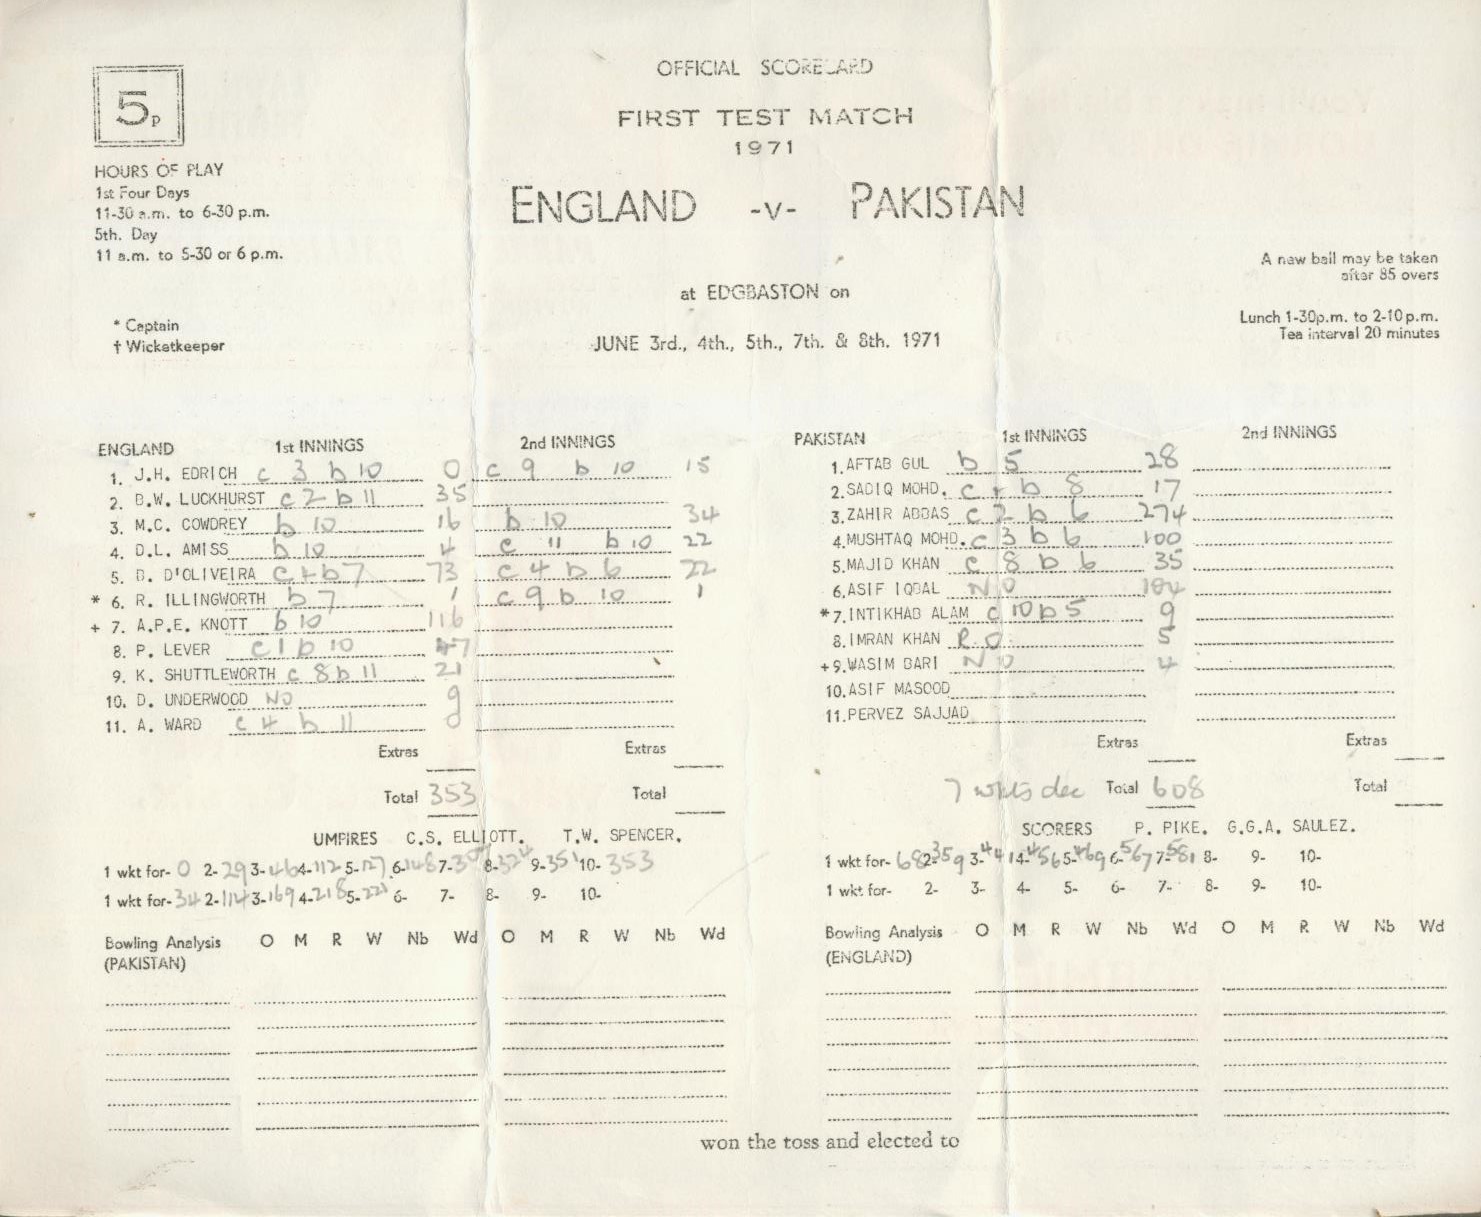 OFFICIAL SCORECARD
5p
FIRST TEST MATCH
1971
HOURS OF PLAY
1st Four Days
11-30 a.m. to 6-30 p.m.
5th. Day
11 a.m. to 5-30 or 6 p.m.
ENGLAND -v- PAKISTAN
A new ball may be taken
after 85 overs
at EDGBASTON on
Lunch 1-30p.m. to 2-10p.m.
Tea interval 20 minutes
* Captain
† Wicketkeeper
JUNE 3rd., 4th., 5th., 7th. & 8th. 1971
ENGLAND 1st INNINGS 2nd INNINGS
1. J.H. EDRICH c 3 b 10 0 c 9 b 10 15
2. B.W. LUCKHURST c 2 b 11 35
3. M.C. COWDREY b 10 16 b 10 34
4. D.L. AMISS b 10 4 c 11 b 10 22
5. B. D'OLIVEIRA c + b 7 73 c 4 b 6 22
* 6. R. ILLINGWORTH b 7 1 c 9 b 10 1
+ 7. A.P.E. KNOTT b 10 116
8. P. LEVER c 1 b 10 47
9. K. SHUTTLEWORTH c 8 b 11 21
10. D. UNDERWOOD NO 9
11. A. WARD c 4 b 11 0
Extras Extras
Total 353 Total
UMPIRES C.S. ELLIOTT. T.W. SPENCER.
1 wkt for- 0 2- 29 3- 46 4- 112 5- 127 6- 148 7- 8- 324 9- 351 10- 353
1 wkt for- 34 2- 114 3- 169 4- 218 5- 221 6- 7- 8- 9- 10-
Bowling Analysis O M R W Nb Wd O M R W Nb Wd
(PAKISTAN)
PAKISTAN 1st INNINGS 2nd INNINGS
1. AFTAB GUL b 5 28
2. SADIQ MOHD. c + b 8 17
3. ZAHIR ABBAS c 2 b 6 274
4. MUSHTAQ MOHD. c 3 b 6 100
5. MAJID KHAN c 8 b 6 35
6. ASIF IQBAL NO 104
*7. INTIKHAB ALAM c 10 b 5 9
8. IMRAN KHAN R O 5
+9. WASIM BARI NO 4
10. ASIF MASOOD
11. PERVEZ SAJJAD
Extras Extras
7 wkts dec Total 608 Total
SCORERS P. PIKE. G.G.A. SAULEZ.
1 wkt for- 68 2- 359 3- 441 4- 456 5- 469 6- 567 7- 581 8- 9- 10-
1 wkt for- 2- 3- 4- 5- 6- 7- 8- 9- 10-
Bowling Analysis O M R W Nb Wd O M R W Nb Wd
(ENGLAND)
won the toss and elected to